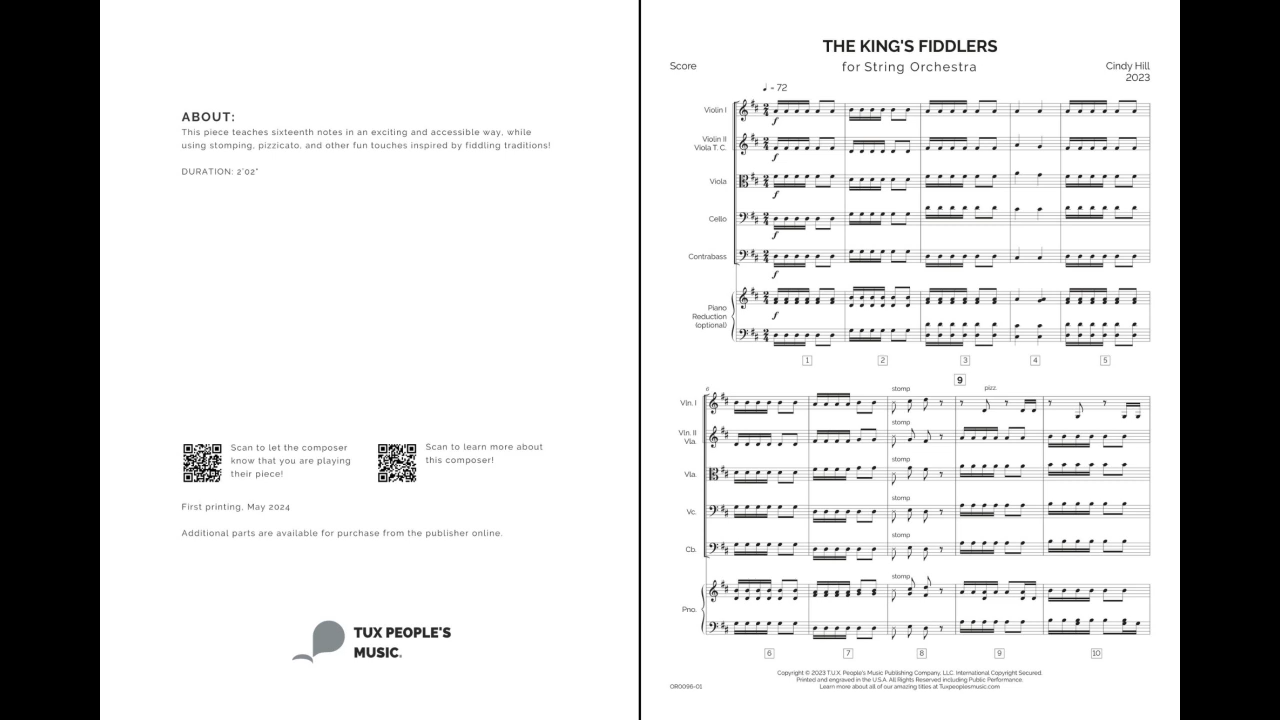 ABOUT:
This piece teaches sixteenth notes in an exciting and accessible way, while
using stomping, pizzicato, and other fun touches inspired by fiddling traditions!
DURATION: 2'02"
Scan to let the composer
know that you are playing
their piece!
Scan to learn more about
this composer!
First printing, May 2024
Additional parts are available for purchase from the publisher online.
TUX PEOPLE'S
MUSIC.
THE KING'S FIDDLERS
Score
for String Orchestra
Cindy Hill
2023
♩ = 72
Violin I
f
Violin II
Viola T. C.
f
Viola
f
Cello
f
Contrabass
f
Piano
Reduction
(optional)
f
1 2 3 4 5
9
6
stomp
pizz.
Vln. I
stomp
Vln. II
Vla.
stomp
Vla.
stomp
Vc.
stomp
Cb.
stomp
Pno.
6 7 8 9 10
Copyright © 2023 T.U.X. People's Music Publishing Company, LLC. International Copyright Secured.
Printed and engraved in the U.S.A. All Rights Reserved including Public Performance.
OR0096-01
Learn more about all of our amazing titles at Tuxpeoplesmusic.com